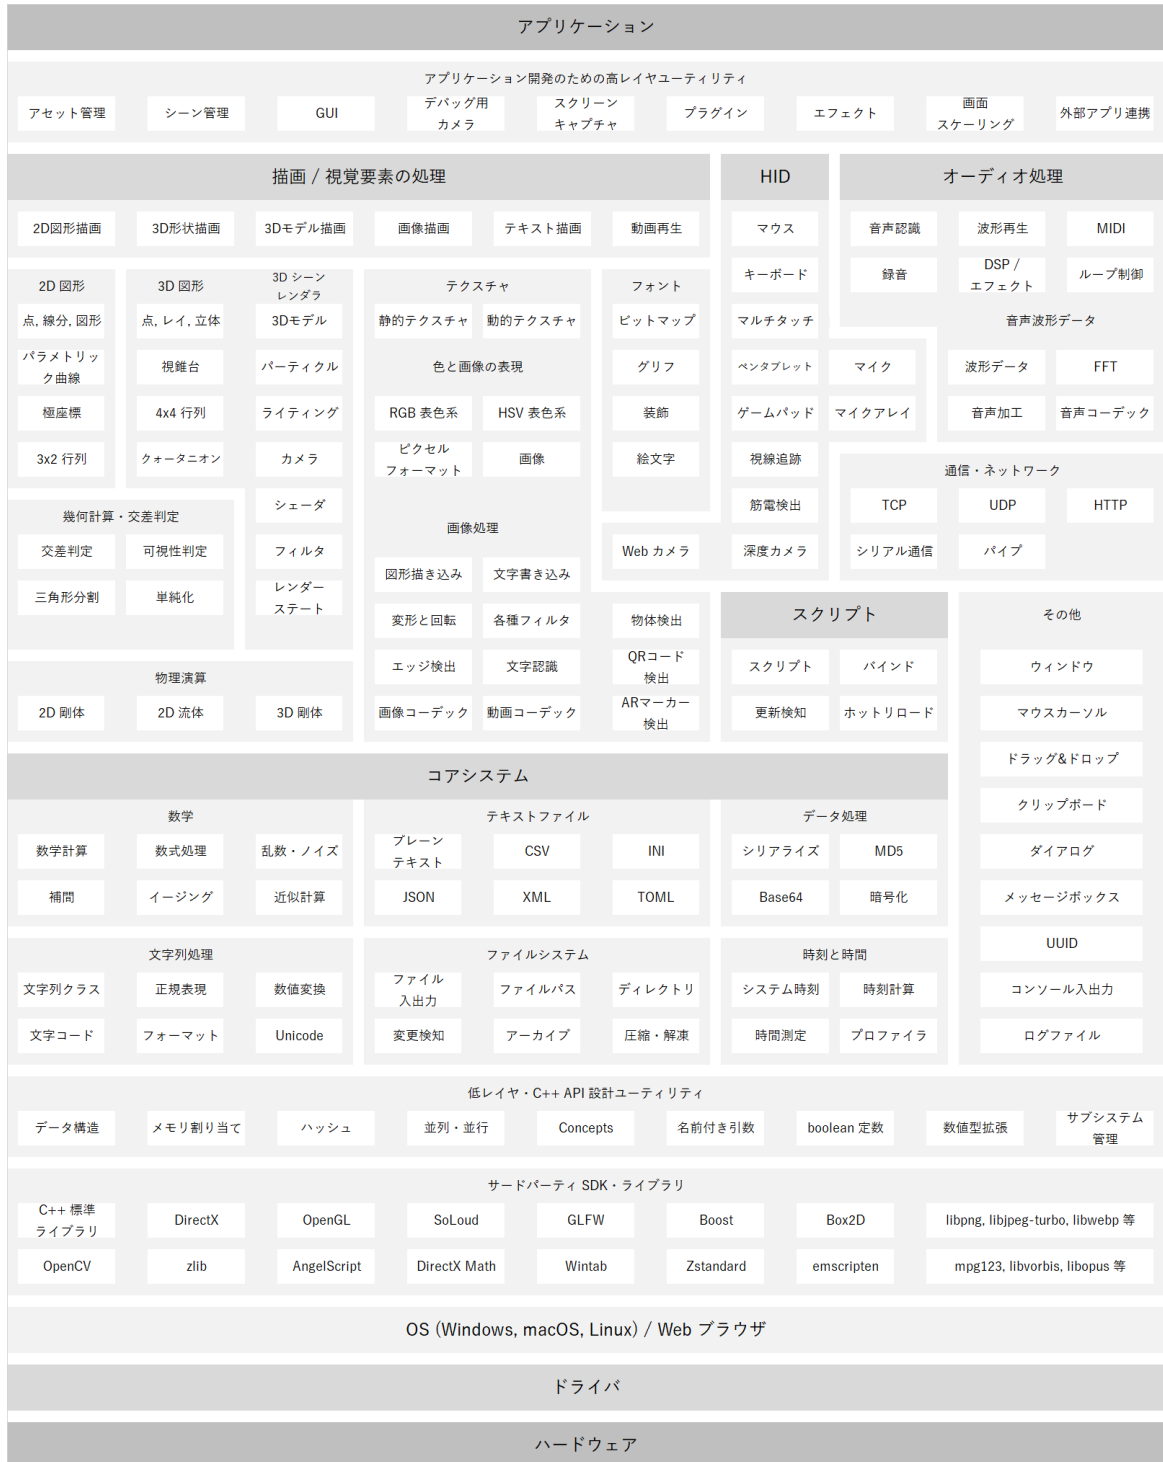 アプリケーション
アプリケーション開発のための高レイヤユーティリティ
アセット管理
シーン管理
GUI
デバッグ用
カメラ
スクリーン
キャプチャ
プラグイン
エフェクト
画面
スケーリング
外部アプリ連携
描画 / 視覚要素の処理
2D図形描画
3D形状描画
3Dモデル描画
画像描画
テキスト描画
動画再生
2D 図形
点, 線分, 図形
パラメトリッ
ク曲線
極座標
3x2 行列
3D 図形
点, レイ, 立体
視錐台
4x4 行列
クォータニオン
3D シーン
レンダラ
3Dモデル
パーティクル
ライティング
カメラ
シェーダ
フィルタ
レンダー
ステート
幾何計算・交差判定
交差判定
可視性判定
三角形分割
単純化
物理演算
2D 剛体
2D 流体
3D 剛体
テクスチャ
静的テクスチャ
動的テクスチャ
色と画像の表現
RGB 表色系
HSV 表色系
ピクセル
フォーマット
画像
画像処理
図形描き込み
文字書き込み
変形と回転
各種フィルタ
物体検出
エッジ検出
文字認識
QRコード
検出
画像コーデック
動画コーデック
ARマーカー
検出
フォント
ビットマップ
グリフ
装飾
絵文字
Web カメラ
HID
マウス
キーボード
マルチタッチ
ペンタブレット
マイク
ゲームパッド
マイクアレイ
視線追跡
筋電検出
深度カメラ
オーディオ処理
音声認識
波形再生
MIDI
録音
DSP /
エフェクト
ループ制御
音声波形データ
波形データ
FFT
音声加工
音声コーデック
通信・ネットワーク
TCP
UDP
HTTP
シリアル通信
パイプ
スクリプト
スクリプト
バインド
更新検知
ホットリロード
その他
ウィンドウ
マウスカーソル
ドラッグ&ドロップ
クリップボード
ダイアログ
メッセージボックス
UUID
コンソール入出力
ログファイル
コアシステム
数学
数学計算
数式処理
乱数・ノイズ
補間
イージング
近似計算
テキストファイル
プレーン
テキスト
CSV
INI
JSON
XML
TOML
データ処理
シリアライズ
MD5
Base64
暗号化
文字列処理
文字列クラス
正規表現
数値変換
文字コード
フォーマット
Unicode
ファイルシステム
ファイル
入出力
ファイルパス
ディレクトリ
変更検知
アーカイブ
圧縮・解凍
時刻と時間
システム時刻
時刻計算
時間測定
プロファイラ
低レイヤ・C++ API 設計ユーティリティ
データ構造
メモリ割り当て
ハッシュ
並列・並行
Concepts
名前付き引数
boolean 定数
数値型拡張
サブシステム
管理
サードパーティ SDK・ライブラリ
C++ 標準
ライブラリ
DirectX
OpenGL
SoLoud
GLFW
Boost
Box2D
libpng, libjpeg-turbo, libwebp 等
OpenCV
zlib
AngelScript
DirectX Math
Wintab
Zstandard
emscripten
mpg123, libvorbis, libopus 等
OS (Windows, macOS, Linux) / Web ブラウザ
ドライバ
ハードウェア